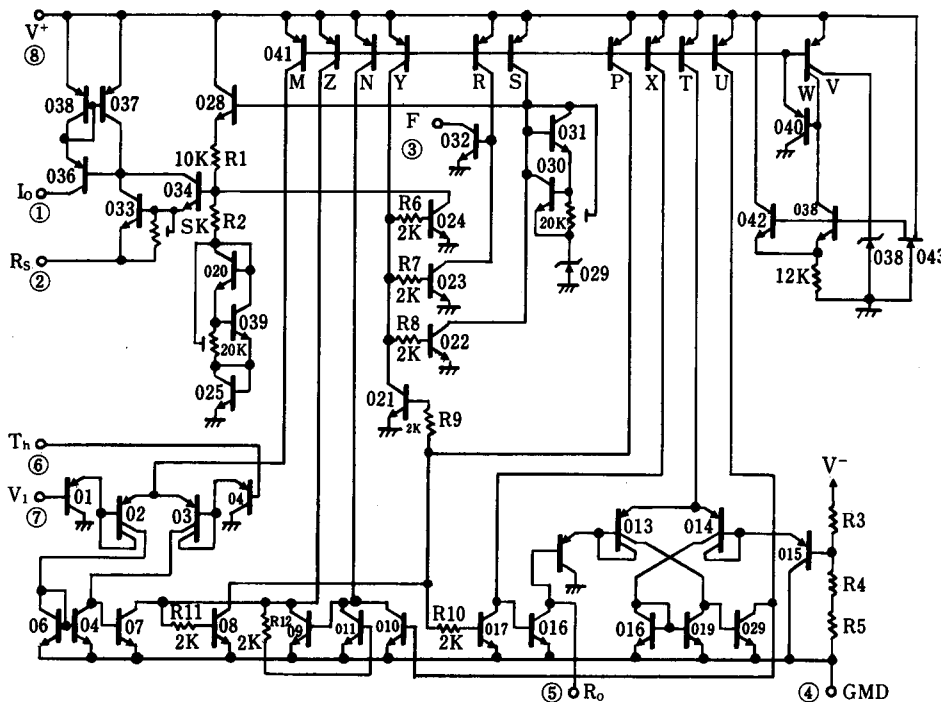 V+
⑧
041
M
Z
N
Y
R
S
P
X
T
U
W
V
038
037
028
F
③
032
031
040
036
10K
R1
030
I₀
①
034
033
SK
R2
R6
2K
024
20K
042
038
Rs
②
020
R7
2K
023
029
12K
038
043
039
R8
2K
022
20K
025
021
2K
R9
Th
⑥
V₁
⑦
01
02
03
04
V−
R3
013
014
015
R4
R5
06
04
07
R11
2K
08
2K
R12
09
011
010
R10
2K
017
016
016
019
029
⑤
R₀
④
GMD